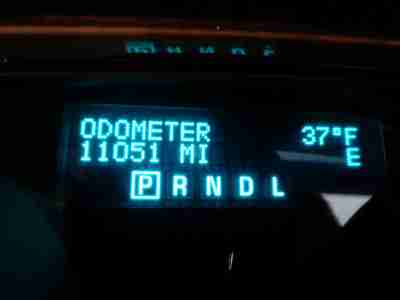 ODOMETER 37°F
11051 MI E
P R N D L